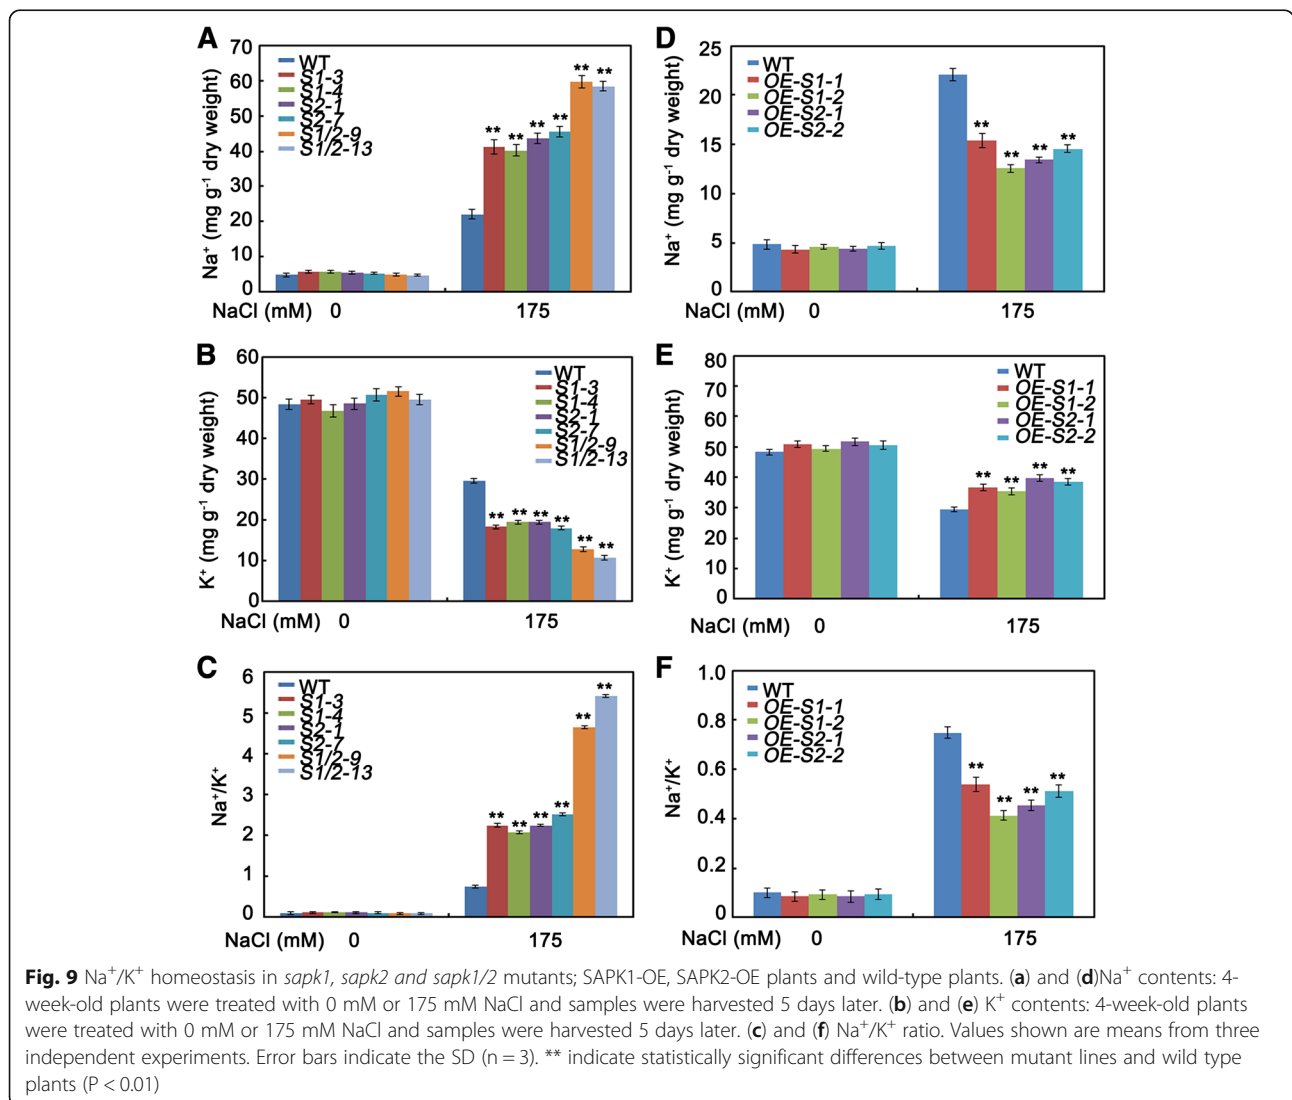 A
70
60
50
40
30
20
10
0
Na⁺ (mg g⁻¹ dry weight)
WT
S1-3
S1-4
S2-1
S2-7
S1/2-9
S1/2-13
** ** ** ** ** **
NaCl (mM) 0 175
D
25
20
15
10
5
0
Na⁺ (mg g⁻¹ dry weight)
WT
OE-S1-1
OE-S1-2
OE-S2-1
OE-S2-2
** ** ** **
NaCl (mM) 0 175
B
60
50
40
30
20
10
0
K⁺ (mg g⁻¹ dry weight)
WT
S1-3
S1-4
S2-1
S2-7
S1/2-9
S1/2-13
** ** ** ** ** **
NaCl (mM) 0 175
E
80
70
60
50
40
30
20
10
0
K⁺ (mg g⁻¹ dry weight)
WT
OE-S1-1
OE-S1-2
OE-S2-1
OE-S2-2
** ** ** **
NaCl (mM) 0 175
C
6
5
4
3
2
1
0
Na⁺/K⁺
WT
S1-3
S1-4
S2-1
S2-7
S1/2-9
S1/2-13
** ** ** ** ** **
NaCl (mM) 0 175
F
1.0
0.8
0.6
0.4
0.2
0
Na⁺/K⁺
WT
OE-S1-1
OE-S1-2
OE-S2-1
OE-S2-2
** ** ** **
NaCl (mM) 0 175
Fig. 9 Na⁺/K⁺ homeostasis in sapk1, sapk2 and sapk1/2 mutants; SAPK1-OE, SAPK2-OE plants and wild-type plants. (a) and (d)Na⁺ contents: 4-
week-old plants were treated with 0 mM or 175 mM NaCl and samples were harvested 5 days later. (b) and (e) K⁺ contents: 4-week-old plants
were treated with 0 mM or 175 mM NaCl and samples were harvested 5 days later. (c) and (f) Na⁺/K⁺ ratio. Values shown are means from three
independent experiments. Error bars indicate the SD (n = 3). ** indicate statistically significant differences between mutant lines and wild type
plants (P < 0.01)